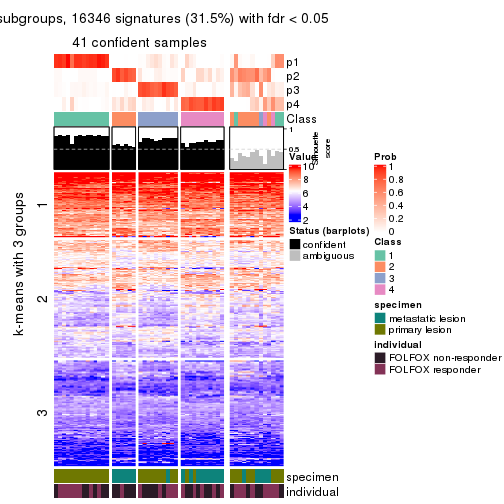 subgroups, 16346 signatures (31.5%) with fdr < 0.05
41 confident samples
p1
p2
p3
p4
Class
1
0.5
0
Silhouette
score
k-means with 3 groups
1
2
3
specimen
individual
Value
10
8
6
4
2
Status (barplots)
confident
ambiguous
Prob
1
0.8
0.6
0.4
0.2
0
Class
1
2
3
4
specimen
metastatic lesion
primary lesion
individual
FOLFOX non-responder
FOLFOX responder